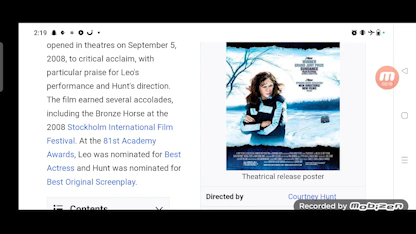 2:19
opened in theatres on September 5,
2008, to critical acclaim, with
particular praise for Leo's
performance and Hunt's direction.
The film earned several accolades,
including the Bronze Horse at the
2008 Stockholm International Film
Festival. At the 81st Academy
Awards, Leo was nominated for Best
Actress and Hunt was nominated for
Best Original Screenplay.
Contents
SUNDANCE
Theatrical release poster
Directed by
Courtney Hunt
Recorded by Mobizen